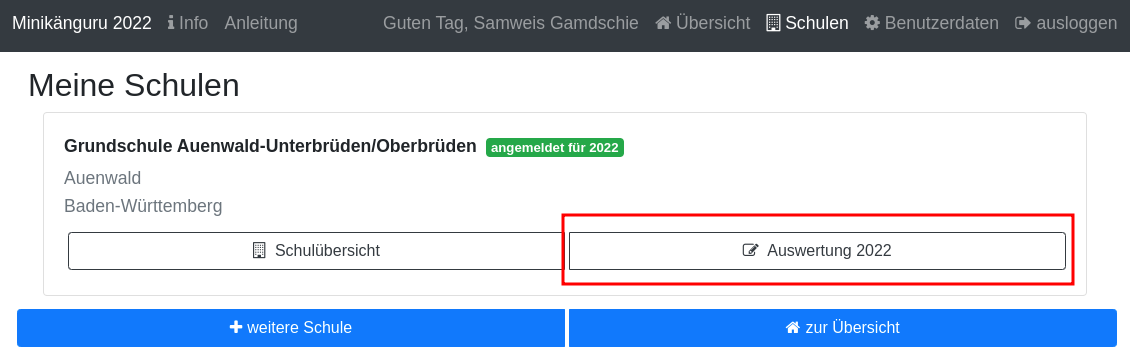 Minikänguru 2022 Info Anleitung Guten Tag, Samweis Gamdschie Übersicht Schulen Benutzerdaten ausloggen
Meine Schulen
Grundschule Auenwald-Unterbrüden/Oberbrüden angemeldet für 2022
Auenwald
Baden-Württemberg
Schulübersicht Auswertung 2022
weitere Schule zur Übersicht